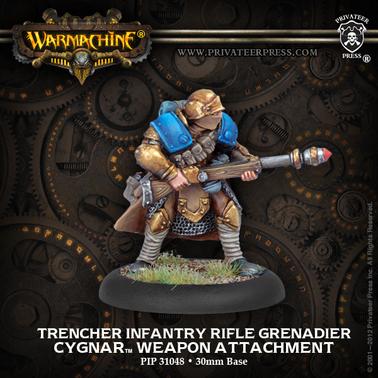 WARMACHINE®
WWW.PRIVATEERPRESS.COM
PRIVATEER
PRESS®
TRENCHER INFANTRY RIFLE GRENADIER
CYGNAR™ WEAPON ATTACHMENT
PIP 31048 • 30mm Base
© 2001–2012 Privateer Press Inc. All Rights Reserved.